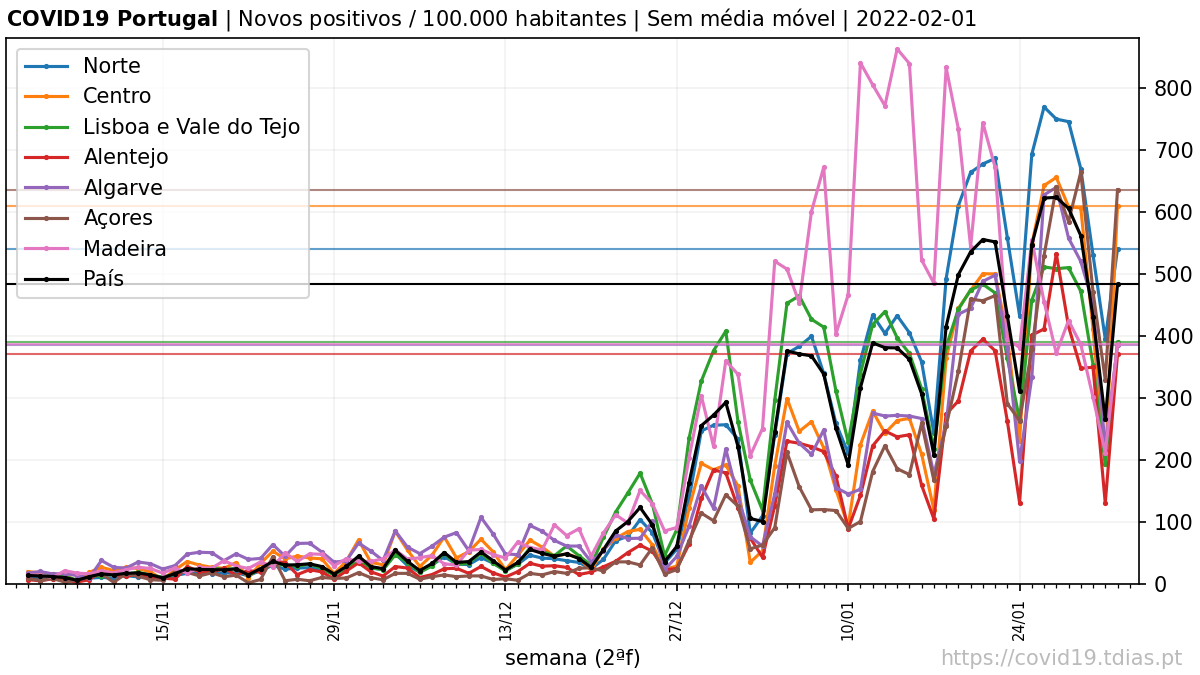 COVID19 Portugal | Novos positivos / 100.000 habitantes | Sem média móvel | 2022-02-01
Norte
Centro
Lisboa e Vale do Tejo
Alentejo
Algarve
Açores
Madeira
País
800
700
600
500
400
300
200
100
0
15/11
29/11
13/12
27/12
10/01
24/01
semana (2ªf)
https://covid19.tdias.pt